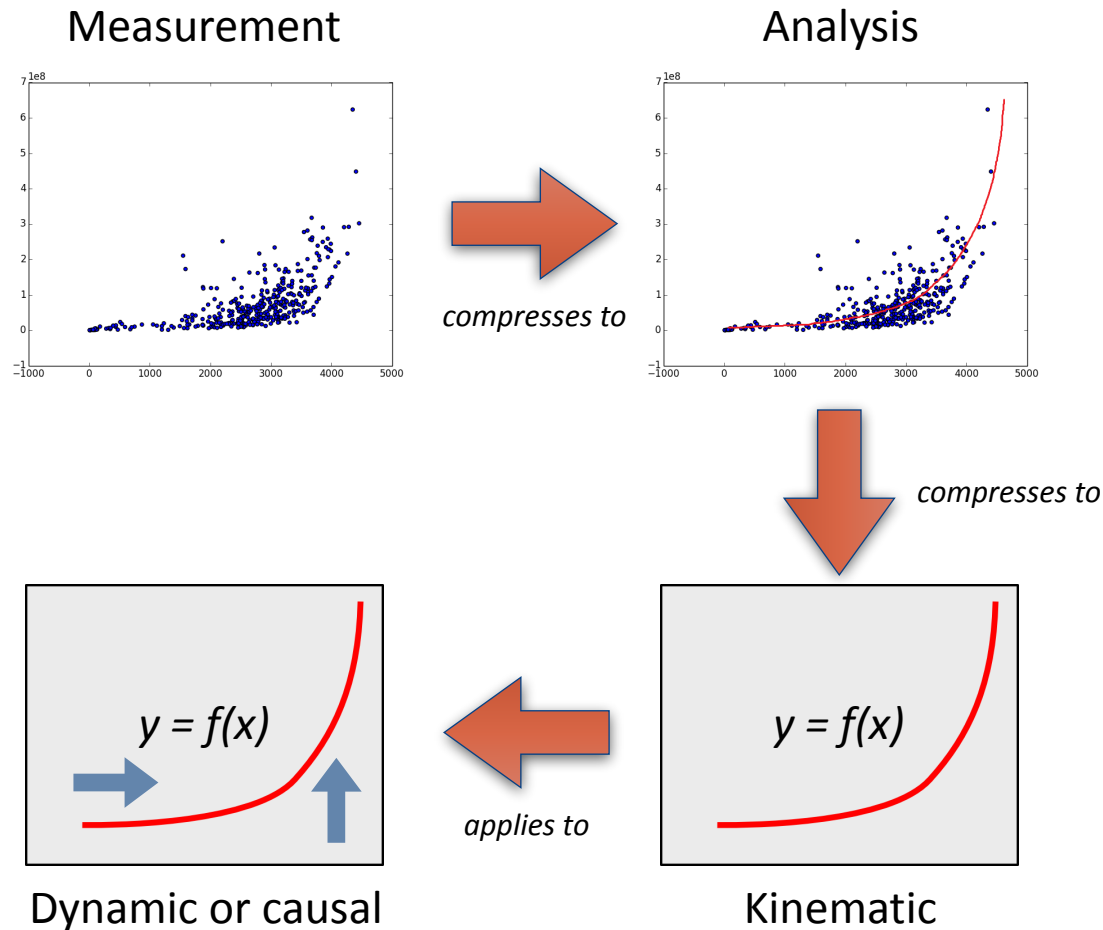 Measurement
Analysis
1e8
7
6
5
4
3
2
1
0
−1
−1000 0 1000 2000 3000 4000 5000
compresses to
1e8
7
6
5
4
3
2
1
0
−1
−1000 0 1000 2000 3000 4000 5000
compresses to
y = f(x)
applies to
y = f(x)
Dynamic or causal
Kinematic